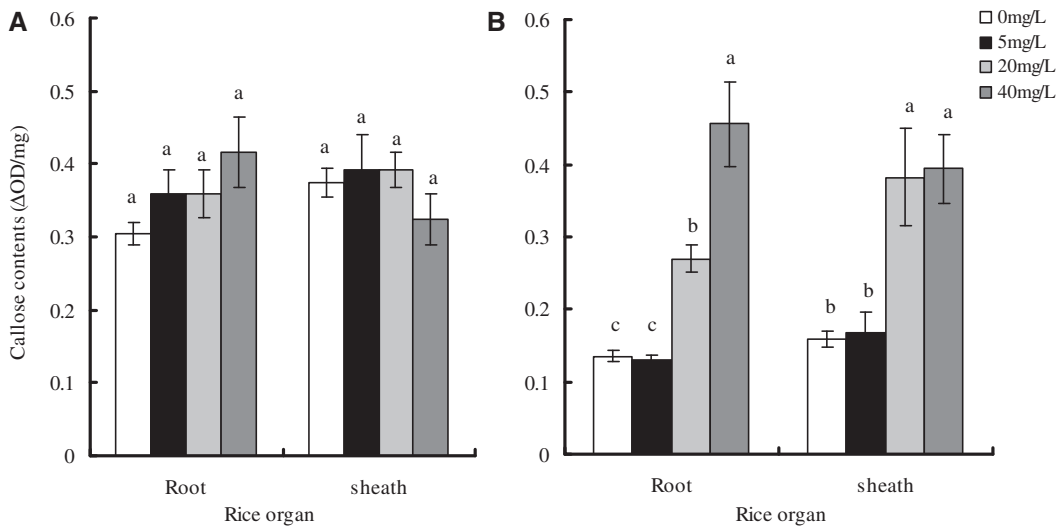 A
B
0mg/L
5mg/L
20mg/L
40mg/L
Callose contents (ΔOD/mg)
0.6
0.5
0.4
0.3
0.2
0.1
0
a
a
a
a
a
a
a
a
Root
sheath
Rice organ
0.6
0.5
0.4
0.3
0.2
0.1
0
c
c
b
a
b
b
a
a
Root
sheath
Rice organ